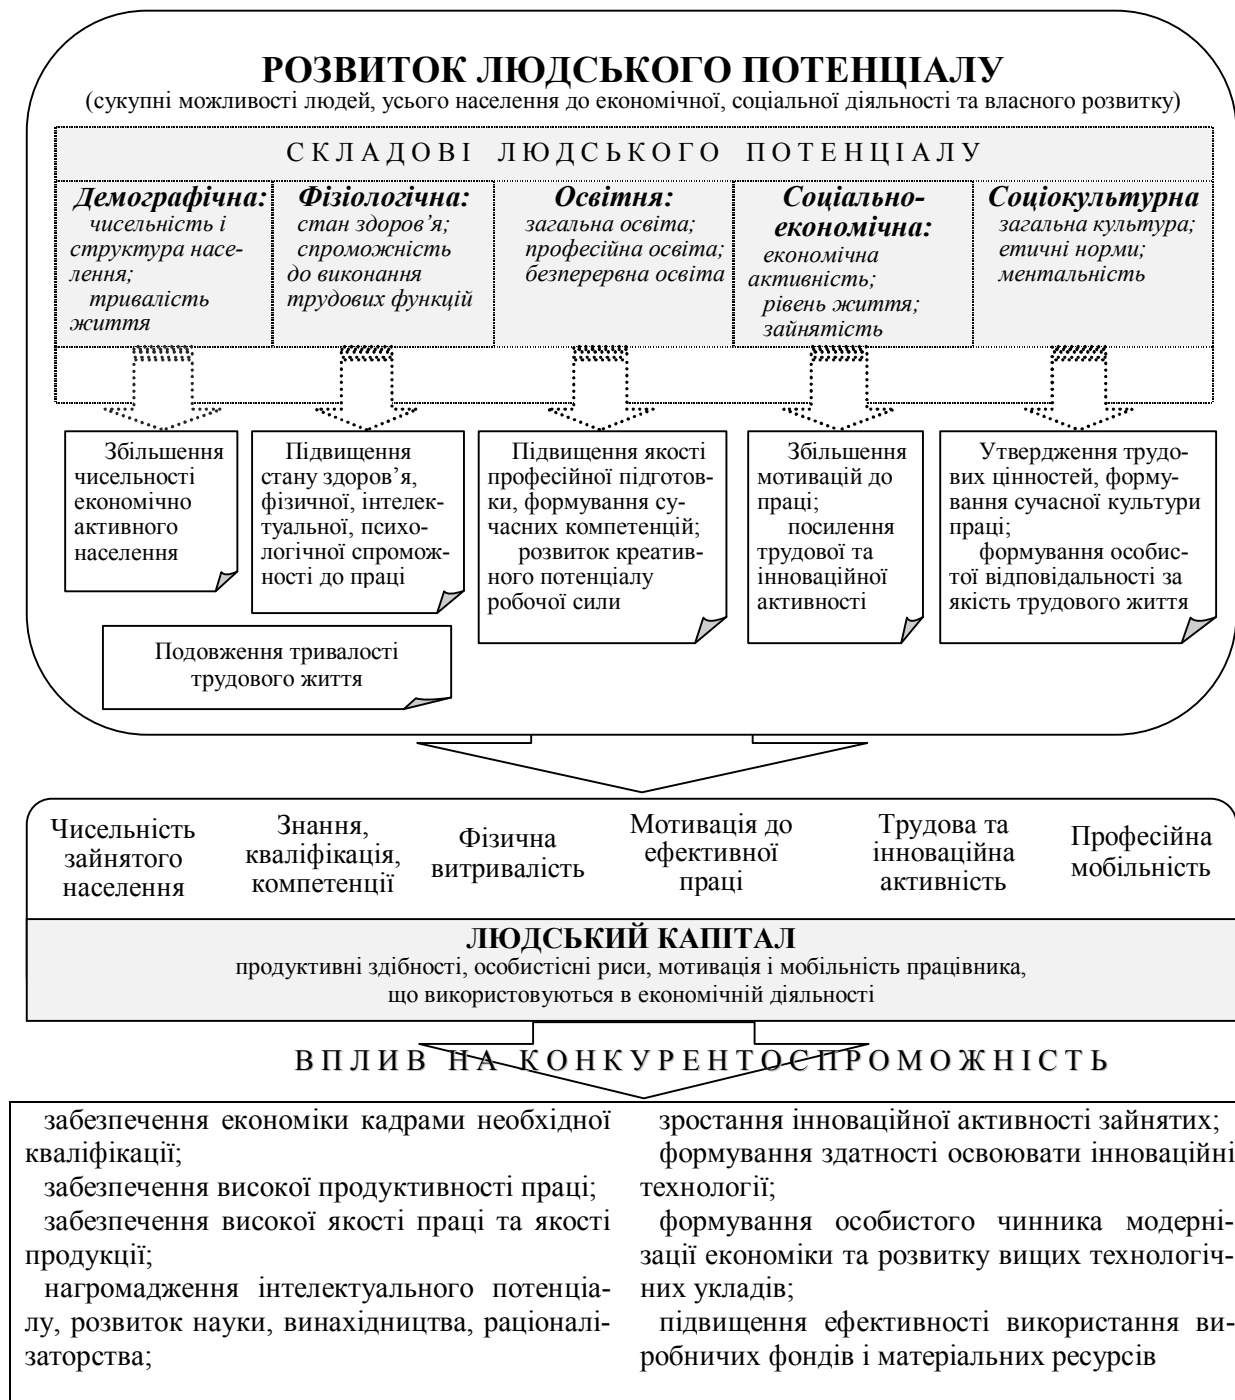 РОЗВИТОК ЛЮДСЬКОГО ПОТЕНЦІАЛУ
(сукупні можливості людей, усього населення до економічної, соціальної діяльності та власного розвитку)
СКЛАДОВІ ЛЮДСЬКОГО ПОТЕНЦІАЛУ
Демографічна:
чисельність і
структура насе-
лення;
тривалість
життя
Фізіологічна:
стан здоров’я;
спроможність
до виконання
трудових функцій
Освітня:
загальна освіта;
професійна освіта;
безперервна освіта
Соціально-
економічна:
економічна
активність;
рівень життя;
зайнятість
Соціокультурна
загальна культура;
етичні норми;
ментальність
Збільшення
чисельності
економічно
активного
населення
Підвищення
стану здоров’я,
фізичної, інтелек-
туальної, психо-
логічної спромож-
ності до праці
Підвищення якості
професійної підготов-
ки, формування су-
часних компетенцій;
розвиток креатив-
ного потенціалу
робочої сили
Збільшення
мотивацій до
праці;
посилення
трудової та
інноваційної
активності
Утвердження трудо-
вих цінностей, форму-
вання сучасної культури
праці;
формування особис-
тої відповідальності за
якість трудового життя
Подовження тривалості
трудового життя
Чисельність
зайнятого
населення
Знання,
кваліфікація,
компетенції
Фізична
витривалість
Мотивація до
ефективної
праці
Трудова та
інноваційна
активність
Професійна
мобільність
ЛЮДСЬКИЙ КАПІТАЛ
продуктивні здібності, особистісні риси, мотивація і мобільність працівника,
що використовуються в економічній діяльності
ВПЛИВ НА КОНКУРЕНТОСПРОМОЖНІСТЬ
забезпечення економіки кадрами необхідної
кваліфікації;
забезпечення високої продуктивності праці;
забезпечення високої якості праці та якості
продукції;
нагромадження інтелектуального потенціа-
лу, розвиток науки, винахідництва, раціоналі-
заторства;
зростання інноваційної активності зайнятих;
формування здатності освоювати інноваційні
технології;
формування особистого чинника модерні-
зації економіки та розвитку вищих технологіч-
них укладів;
підвищення ефективності використання ви-
робничих фондів і матеріальних ресурсів